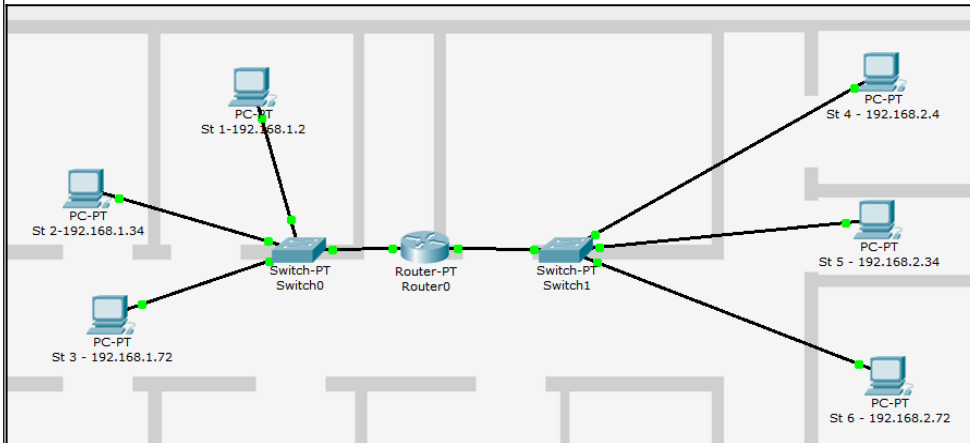 PC-PT
St 1-192.168.1.2
PC-PT
St 4 - 192.168.2.4
PC-PT
St 2-192.168.1.34
PC-PT
St 5 - 192.168.2.34
Switch-PT
Switch0
Router-PT
Router0
Switch-PT
Switch1
PC-PT
St 3 - 192.168.1.72
PC-PT
St 6 - 192.168.2.72